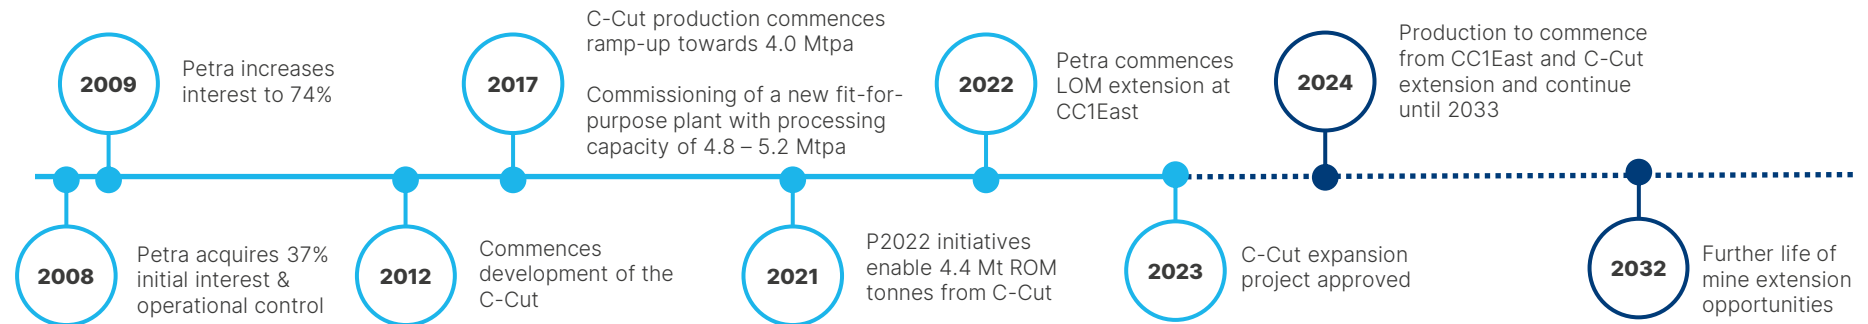 2009
Petra increases
interest to 74%
2017
C-Cut production commences
ramp-up towards 4.0 Mtpa
Commissioning of a new fit-for-
purpose plant with processing
capacity of 4.8 – 5.2 Mtpa
2022
Petra commences
LOM extension at
CC1East
2024
Production to commence
from CC1East and C-Cut
extension and continue
until 2033
2008
Petra acquires 37%
initial interest &
operational control
2012
Commences
development of the
C-Cut
2021
P2022 initiatives
enable 4.4 Mt ROM
tonnes from C-Cut
2023
C-Cut expansion
project approved
2032
Further life of
mine extension
opportunities